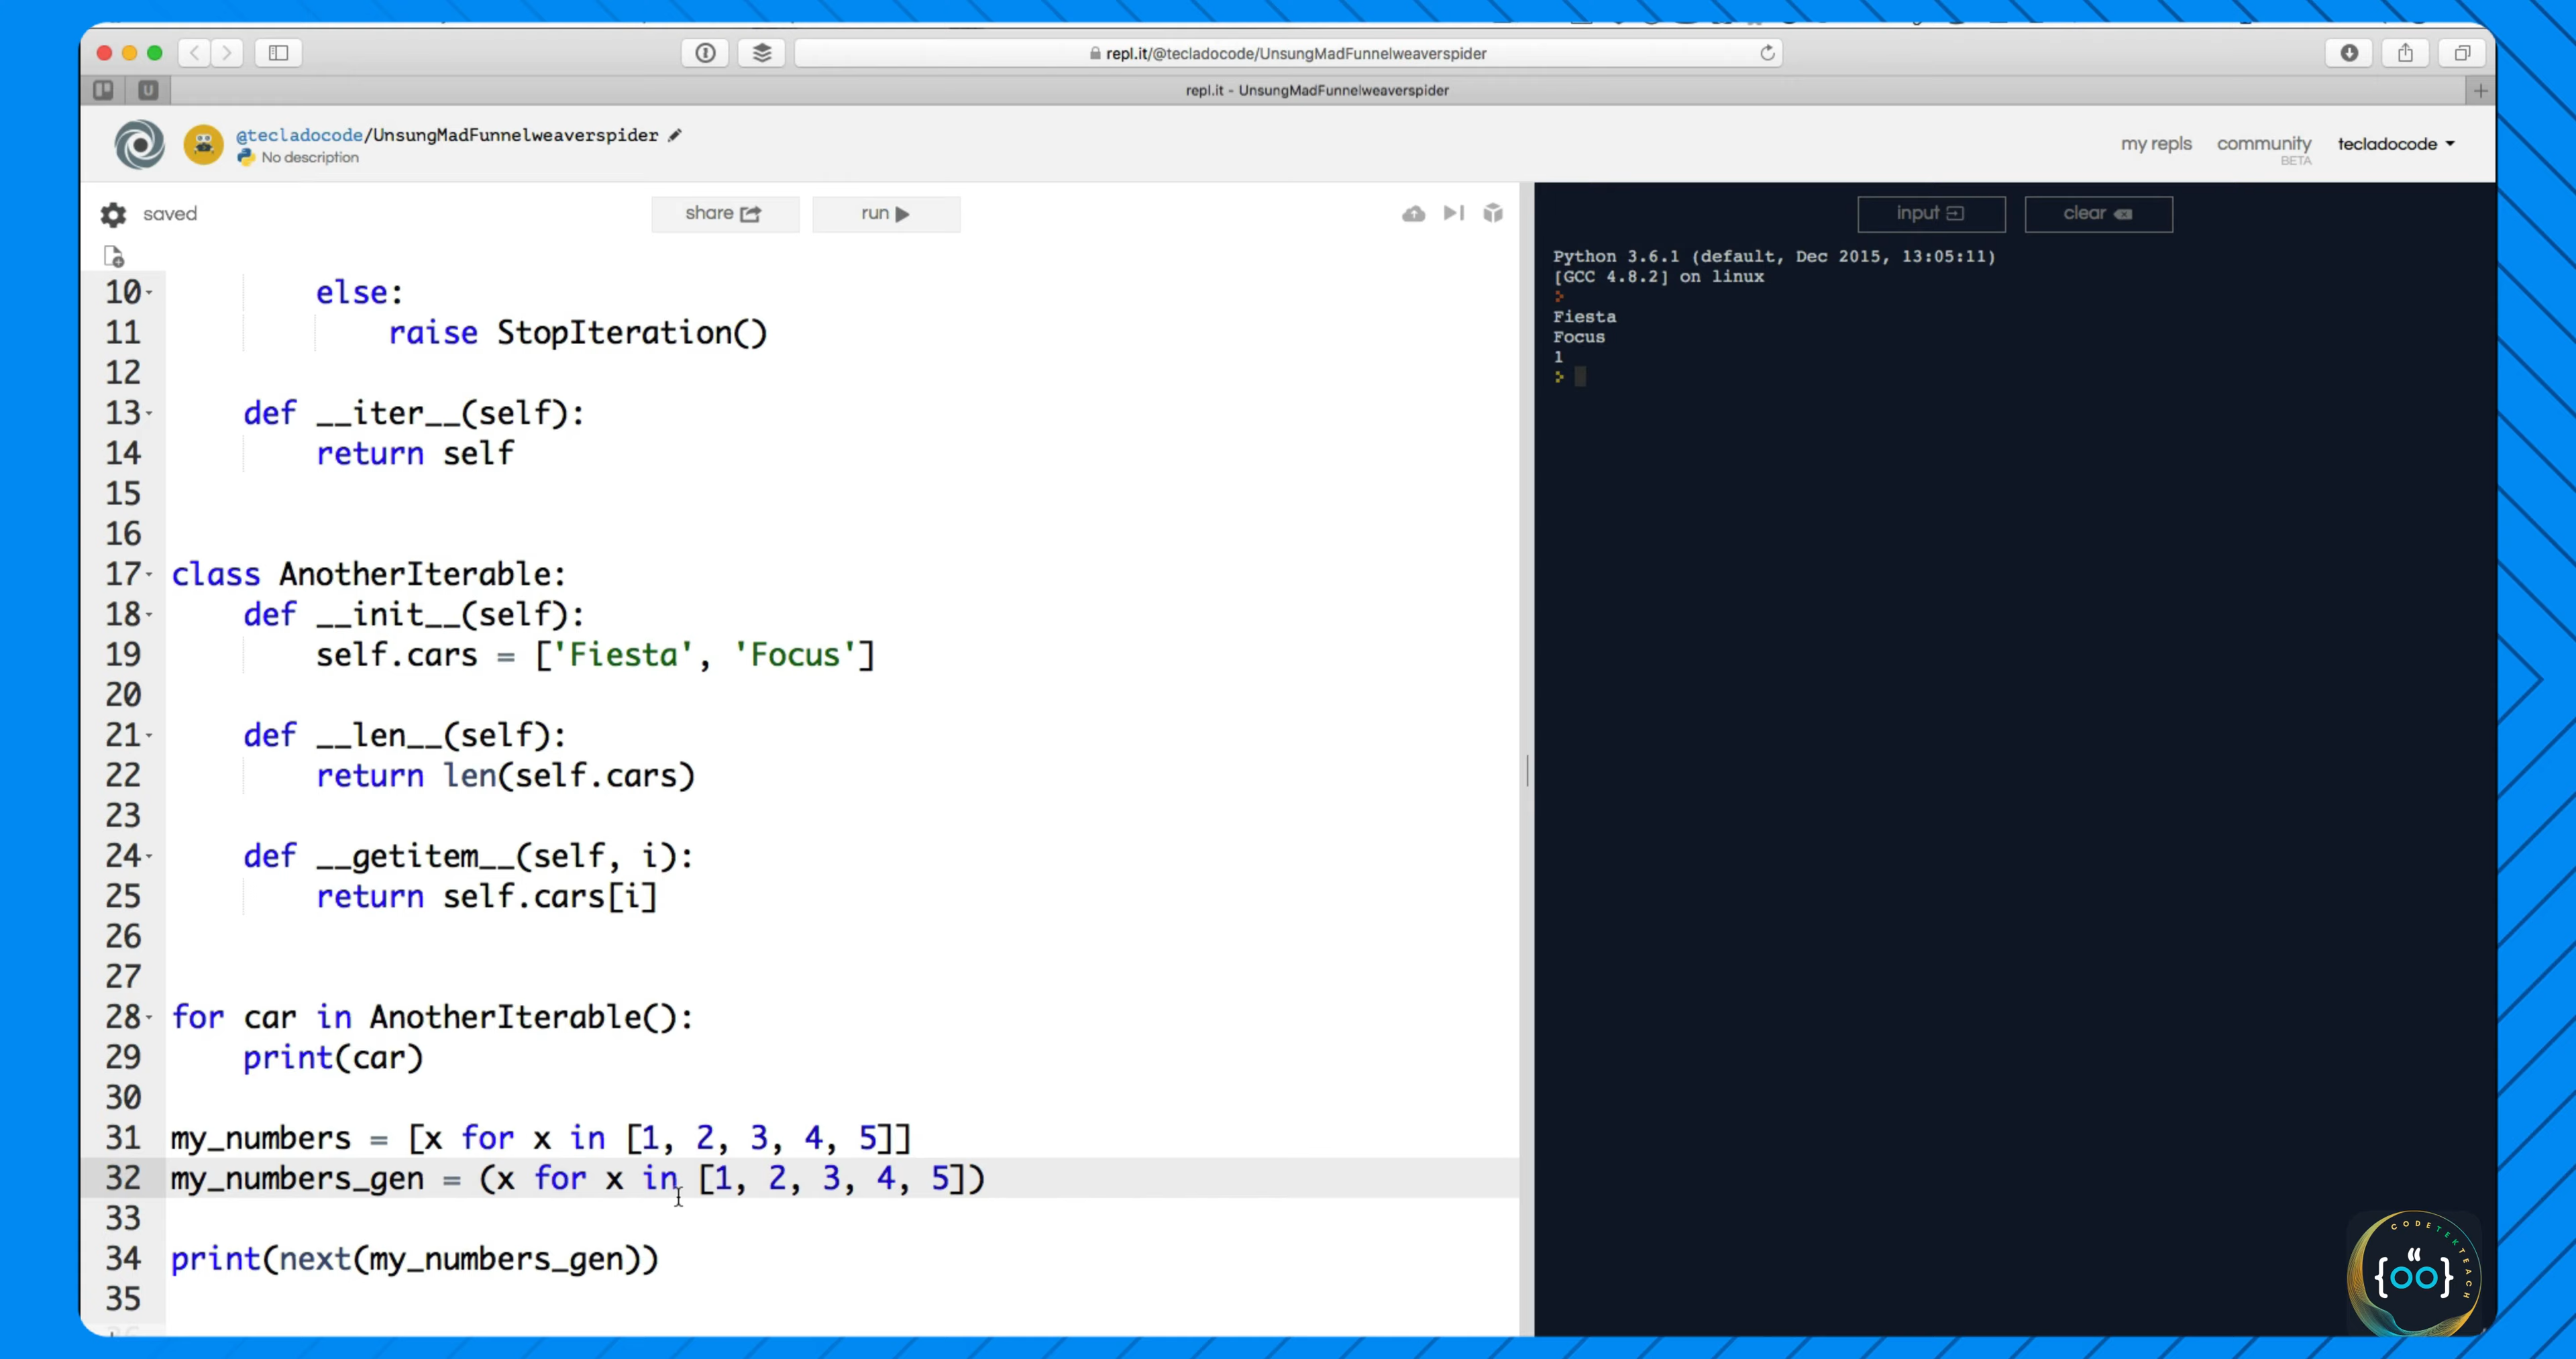 repl.it/@tecladocode/UnsungMadFunnelweaverspider
U
repl.it - UnsungMadFunnelweaverspider
@tecladocode/UnsungMadFunnelweaverspider
No description
my repls
community
BETA
tecladocode
saved
share
run
10 else:
11 raise StopIteration()
12
13 def __iter__(self):
14 return self
15
16
17 class AnotherIterable:
18 def __init__(self):
19 self.cars = ['Fiesta', 'Focus']
20
21 def __len__(self):
22 return len(self.cars)
23
24 def __getitem__(self, i):
25 return self.cars[i]
26
27
28 for car in AnotherIterable():
29 print(car)
30
31 my_numbers = [x for x in [1, 2, 3, 4, 5]]
32 my_numbers_gen = (x for x in [1, 2, 3, 4, 5])
33
34 print(next(my_numbers_gen))
35
input
clear
Python 3.6.1 (default, Dec 2015, 13:05:11)
[GCC 4.8.2] on linux
Fiesta
Focus
1
CODETEKTEACH